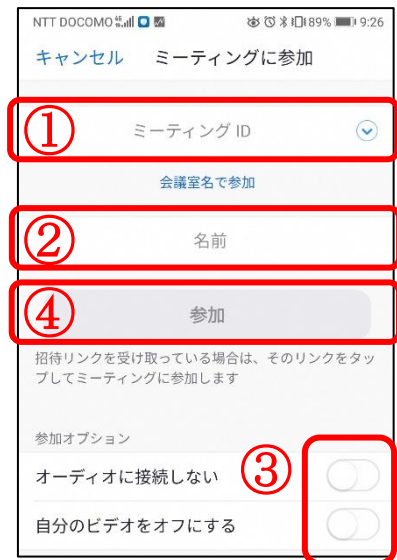 NTT DOCOMO 89% 9:26
キャンセル ミーティングに参加
① ミーティング ID
会議室名で参加
② 名前
④ 参加
招待リンクを受け取っている場合は、そのリンクをタッ
プしてミーティングに参加します
参加オプション
オーディオに接続しない ③
自分のビデオをオフにする